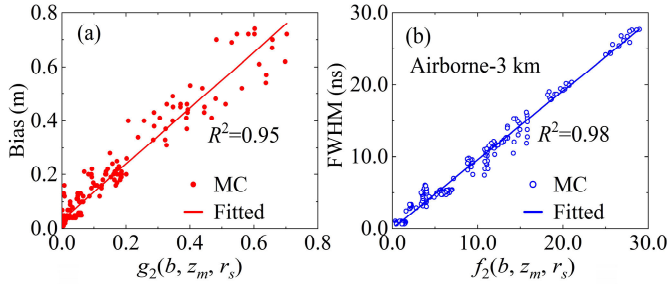 (a)
Bias (m)
0.8
0.6
0.4
0.2
0.0
R²=0.95
MC
Fitted
0.0 0.2 0.4 0.6 0.8
g₂(b, zₘ, rₛ)
(b)
Airborne-3 km
FWHM (ns)
30.0
20.0
10.0
0.0
R²=0.98
MC
Fitted
0.0 10.0 20.0 30.0
f₂(b, zₘ, rₛ)